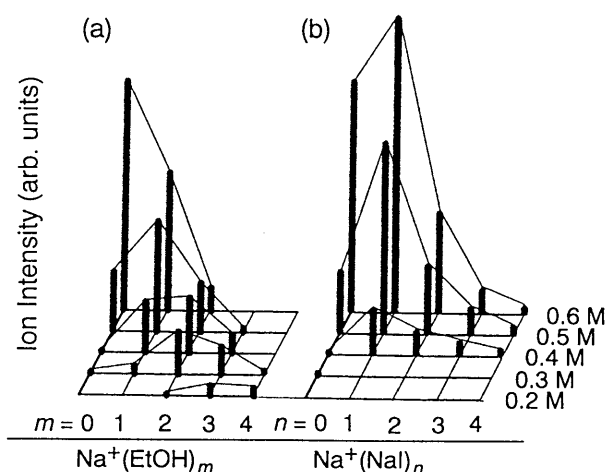 (a)
(b)
Ion Intensity (arb. units)
0.6 M
0.5 M
0.4 M
0.3 M
0.2 M
m = 0 1 2 3 4
n = 0 1 2 3 4
Na⁺(EtOH)ₘ
Na⁺(NaI)ₙ